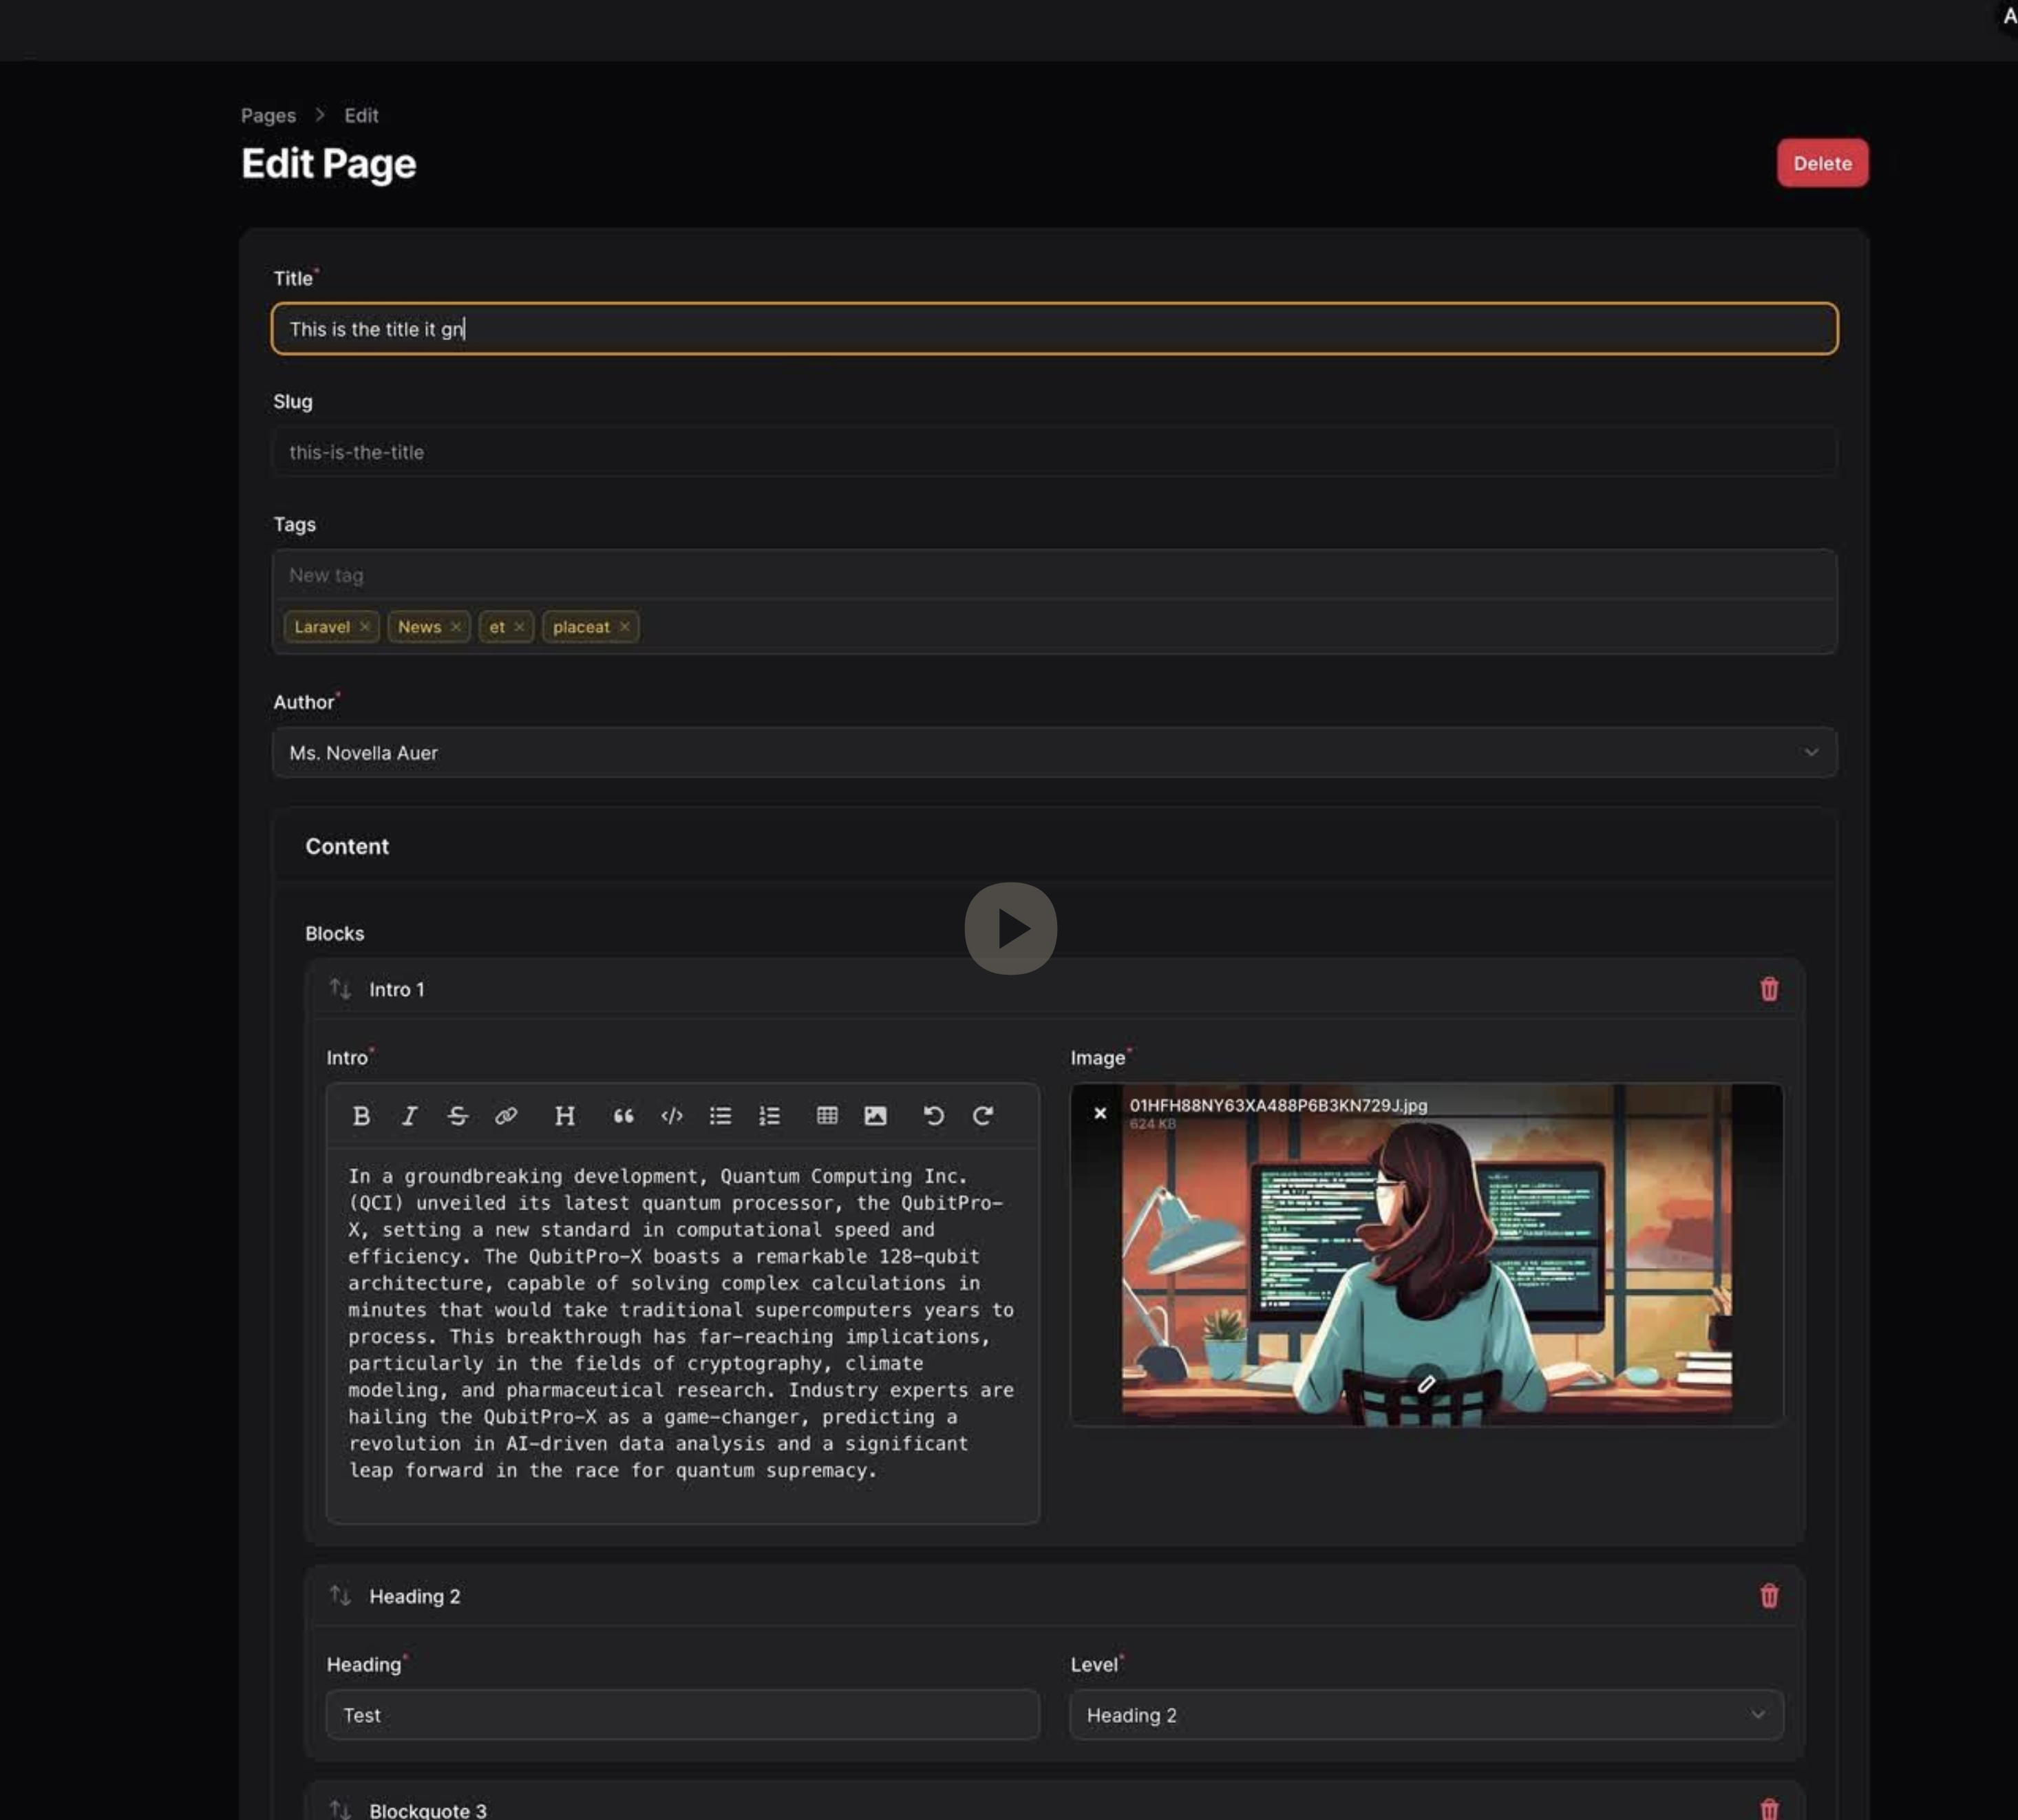 A
Pages > Edit
Edit Page
Delete
Title*
This is the title it gn
Slug
this-is-the-title
Tags
New tag
Laravel × News × et × placeat ×
Author*
Ms. Novella Auer
Content
Blocks
Intro 1
Intro*
Image*
01HFH88NY63XA488P6B3KN729J.jpg
624 KB
In a groundbreaking development, Quantum Computing Inc.
(QCI) unveiled its latest quantum processor, the QubitPro-
X, setting a new standard in computational speed and
efficiency. The QubitPro-X boasts a remarkable 128-qubit
architecture, capable of solving complex calculations in
minutes that would take traditional supercomputers years to
process. This breakthrough has far-reaching implications,
particularly in the fields of cryptography, climate
modeling, and pharmaceutical research. Industry experts are
hailing the QubitPro-X as a game-changer, predicting a
revolution in AI-driven data analysis and a significant
leap forward in the race for quantum supremacy.
Heading 2
Heading*
Level*
Test
Heading 2
Blockquote 3